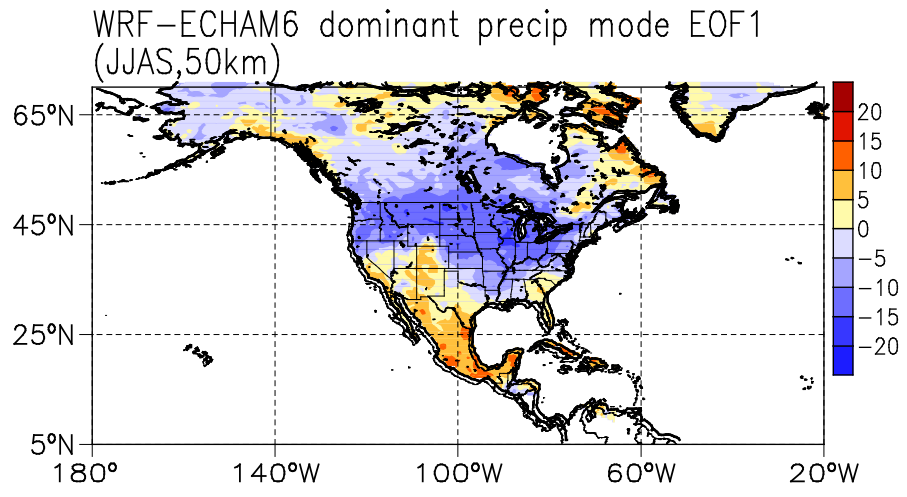 WRF−ECHAM6 dominant precip mode EOF1
(JJAS,50km)
65°N
45°N
25°N
5°N
180°W
140°W
100°W
60°W
20°W
20
15
10
5
0
−5
−10
−15
−20